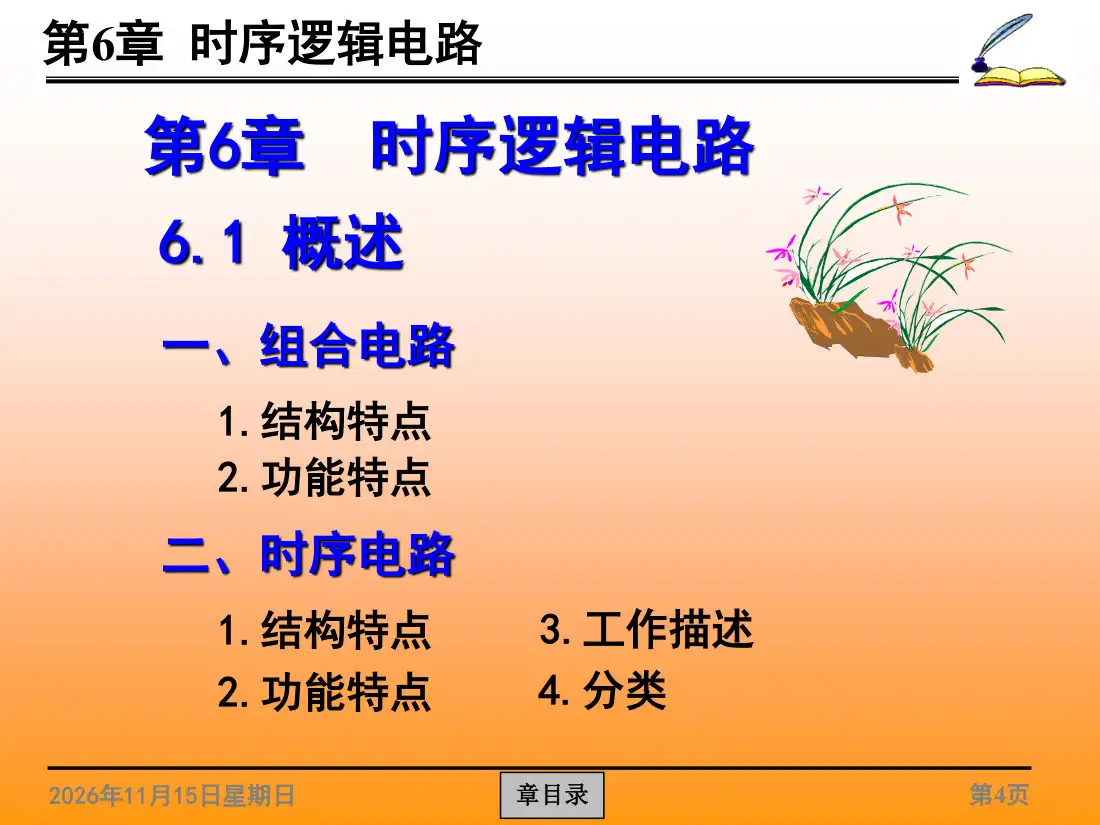 第6章 时序逻辑电路
第6章 时序逻辑电路
6.1 概述
一、组合电路
1.结构特点
2.功能特点
二、时序电路
1.结构特点
2.功能特点
3.工作描述
4.分类
2026年11月15日星期日
章目录
第4页